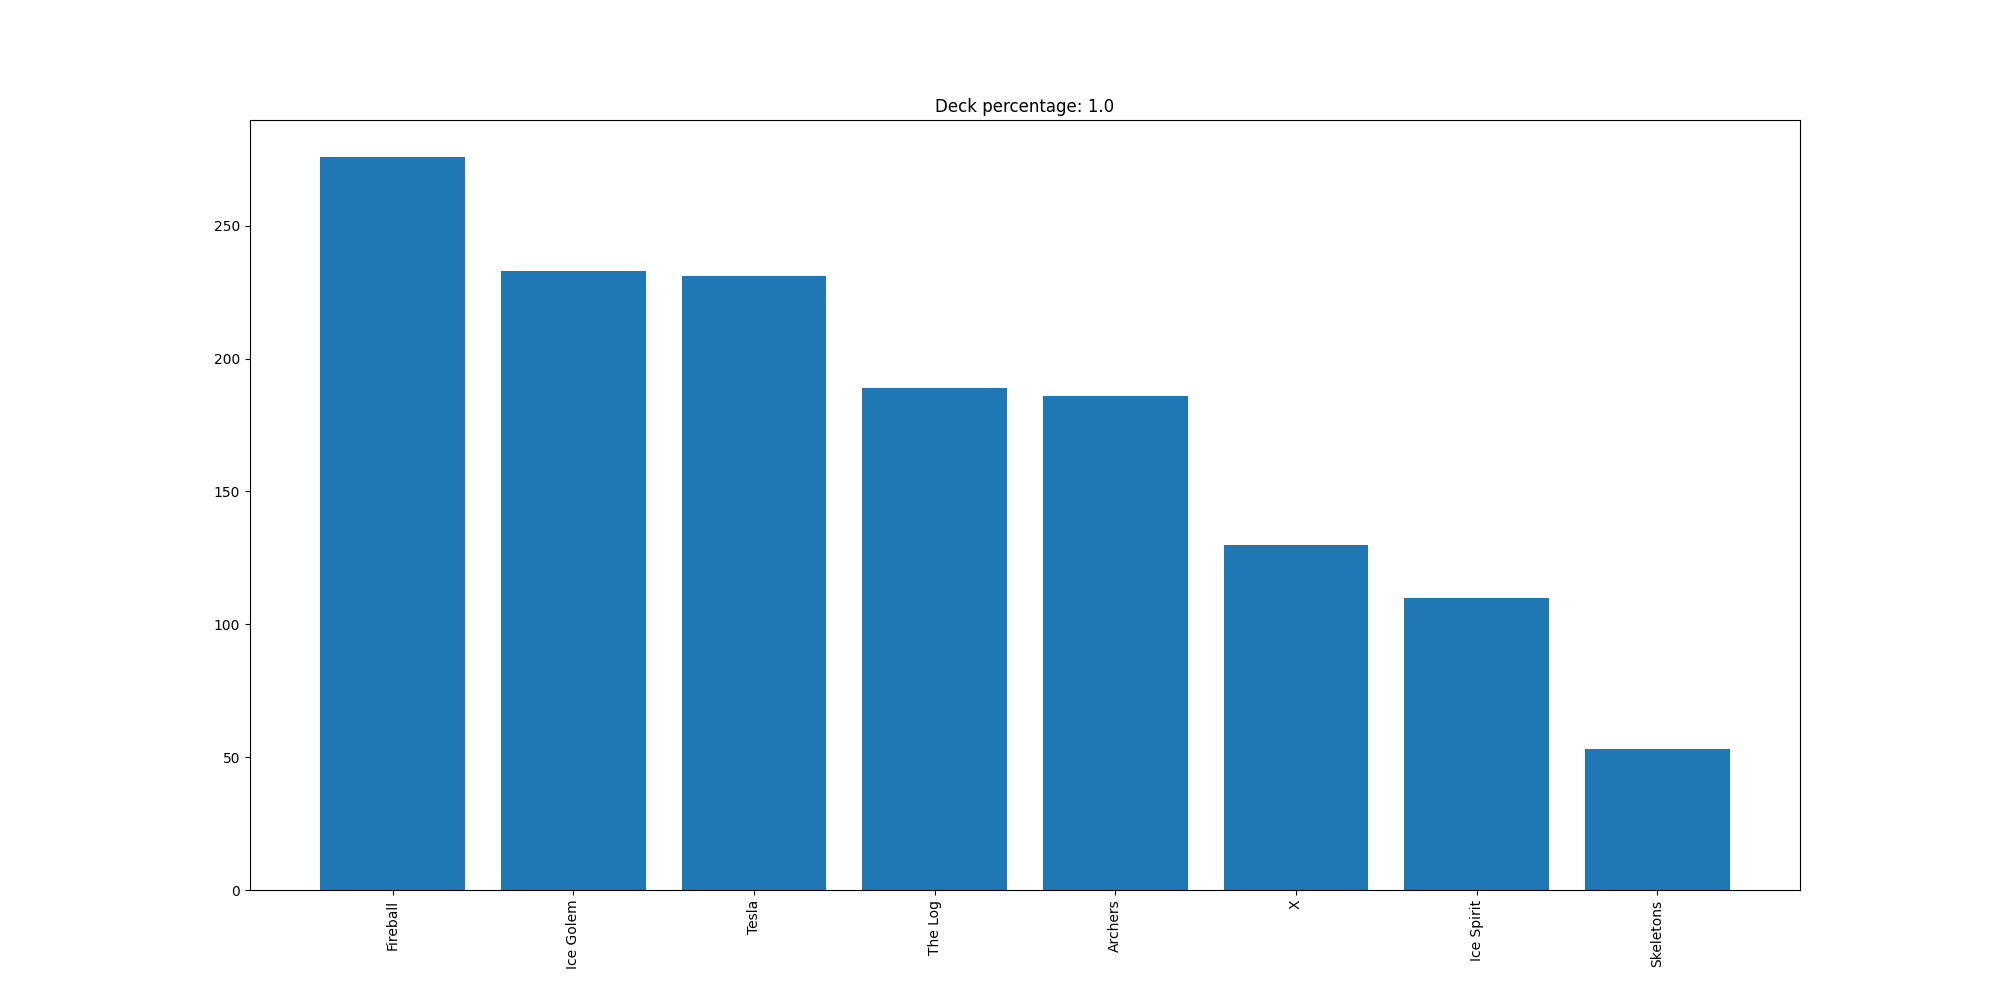 Deck percentage: 1.0
250
200
150
100
50
0
Fireball
Ice Golem
Tesla
The Log
Archers
X
Ice Spirit
Skeletons